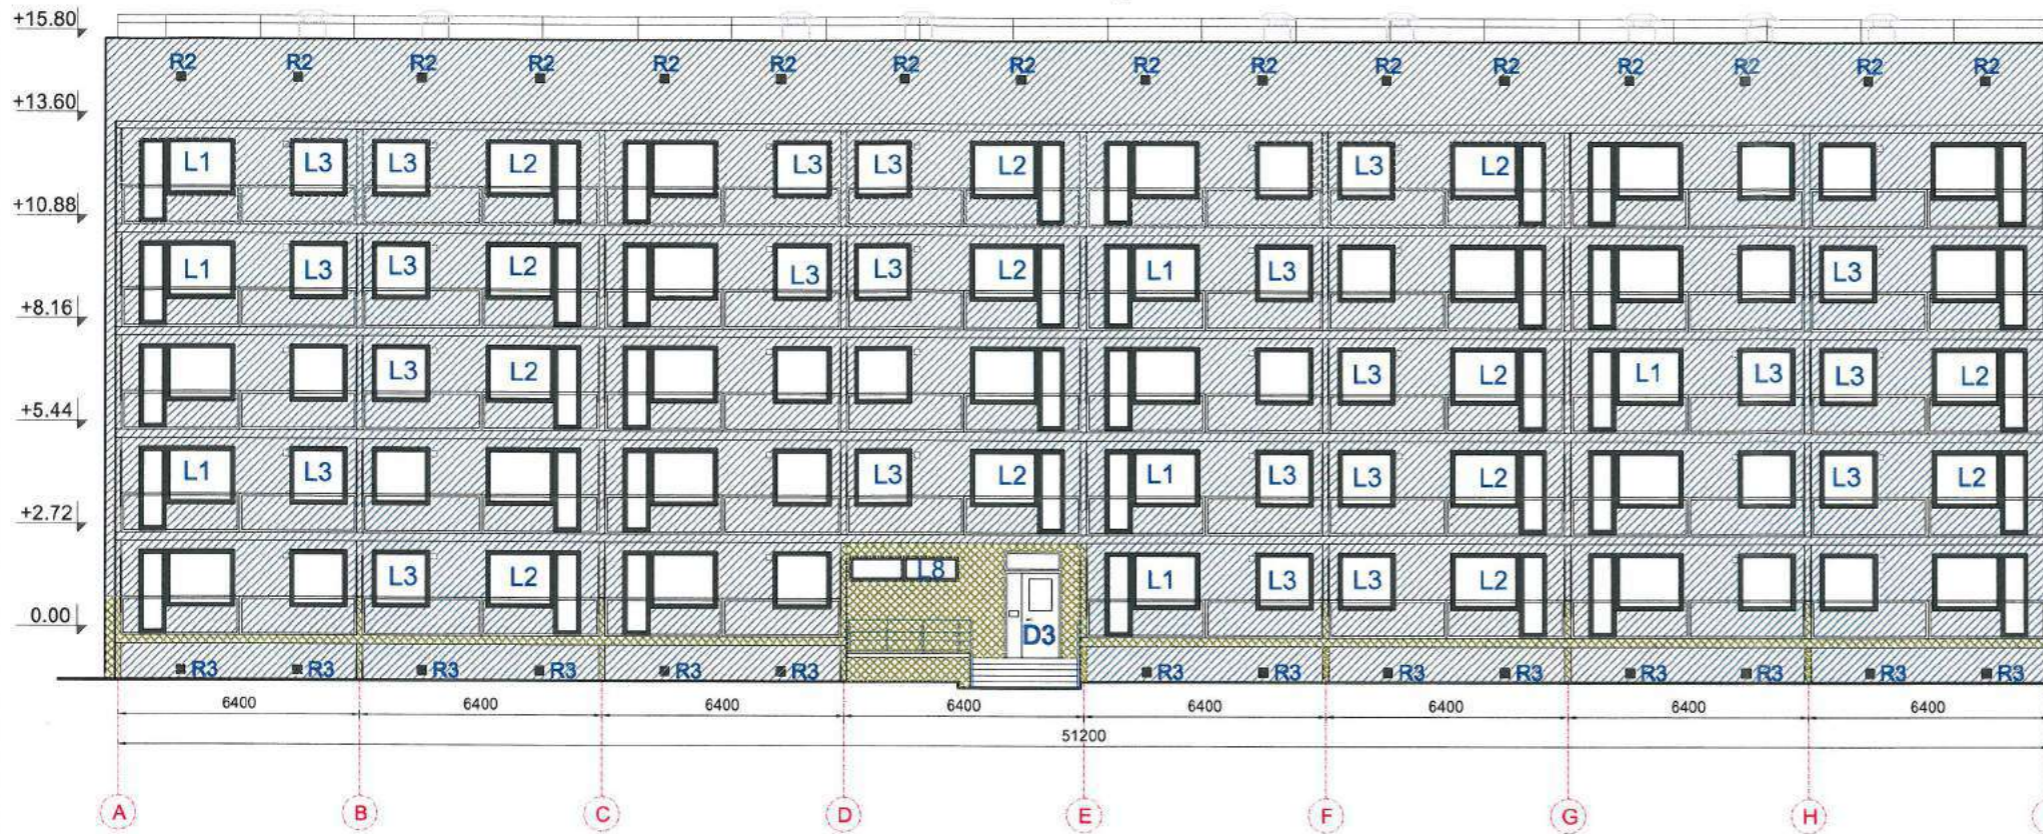 +15.80
R2 R2 R2 R2 R2 R2 R2 R2 R2 R2 R2 R2 R2 R2 R2 R2
+13.60
L1 L3 L3 L2 L3 L3 L2 L3 L2
+10.88
L1 L3 L3 L2 L3 L3 L2 L1 L3 L3
+8.16
L3 L2 L3 L2 L1 L3 L3 L2
+5.44
L1 L3 L3 L2 L1 L3 L3 L2 L3 L2
+2.72
L3 L2 L8 L1 L3 L3 L2
0.00
D3
R3 R3 R3 R3 R3 R3 R3 R3 R3 R3 R3 R3 R3 R3
6400 6400 6400 6400 6400 6400 6400 6400
51200
A B C D E F G H